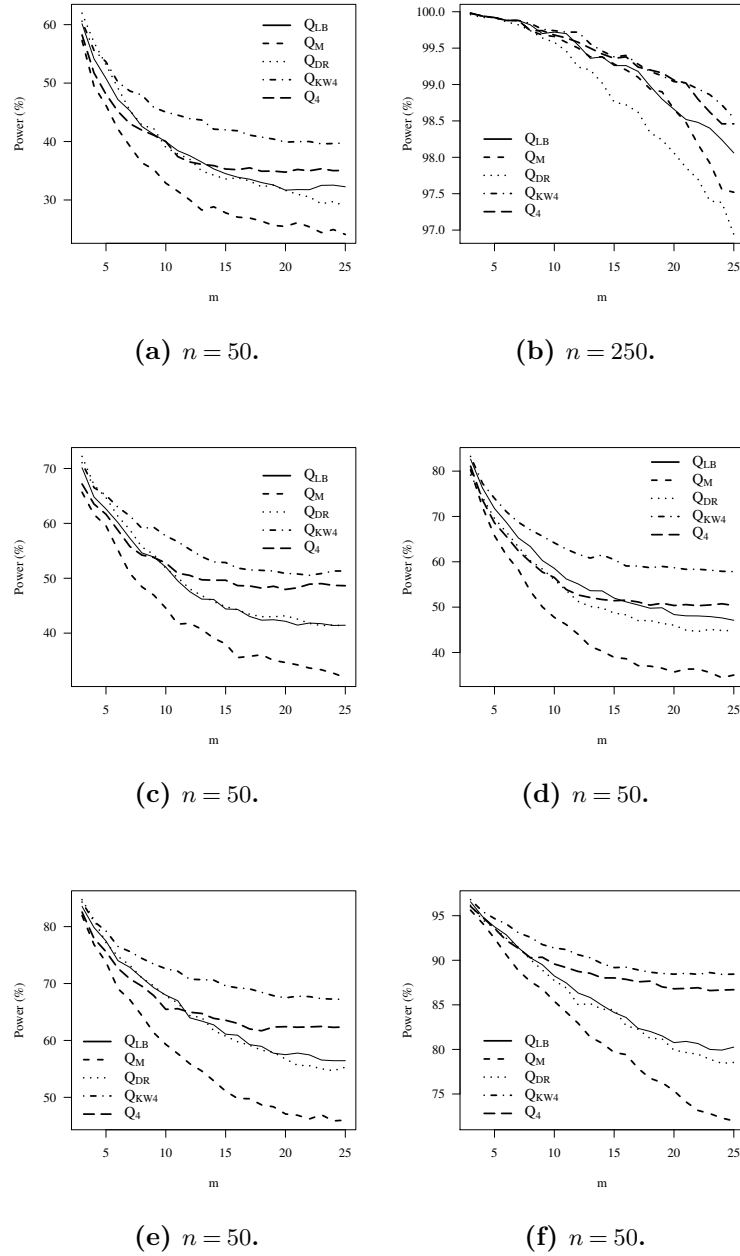 60
50
40
30
Power (%)
5 10 15 20 25
m
Q_LB
Q_M
Q_DR
Q_KW4
Q_4
(a) n = 50.
100.0
99.5
99.0
98.5
98.0
97.5
97.0
Power (%)
5 10 15 20 25
m
Q_LB
Q_M
Q_DR
Q_KW4
Q_4
(b) n = 250.
70
60
50
40
Power (%)
5 10 15 20 25
m
Q_LB
Q_M
Q_DR
Q_KW4
Q_4
(c) n = 50.
80
70
60
50
40
Power (%)
5 10 15 20 25
m
Q_LB
Q_M
Q_DR
Q_KW4
Q_4
(d) n = 50.
80
70
60
50
Power (%)
5 10 15 20 25
m
Q_LB
Q_M
Q_DR
Q_KW4
Q_4
(e) n = 50.
95
90
85
80
75
Power (%)
5 10 15 20 25
m
Q_LB
Q_M
Q_DR
Q_KW4
Q_4
(f) n = 50.